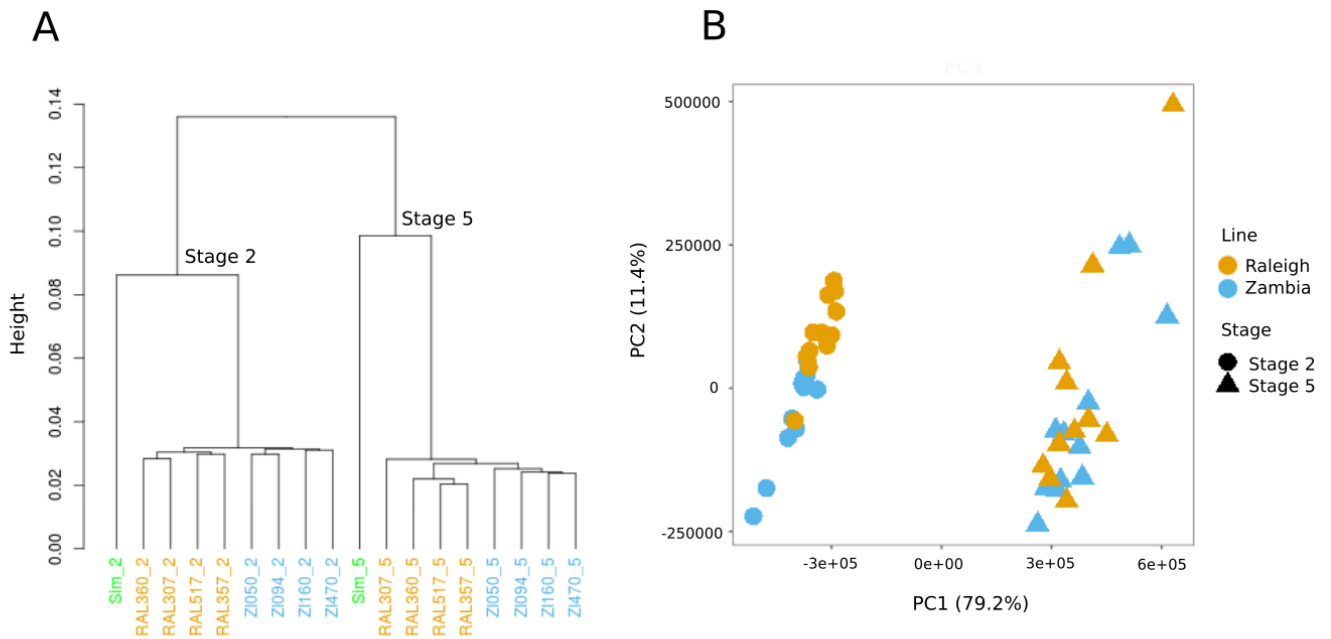 A
B
PCA
Height
0.00
0.02
0.04
0.06
0.08
0.10
0.12
0.14
Stage 2
Stage 5
Sim_2
RAL360_2
RAL307_2
RAL517_2
RAL357_2
ZI050_2
ZI094_2
ZI160_2
ZI470_2
Sim_5
RAL307_5
RAL360_5
RAL517_5
RAL357_5
ZI050_5
ZI094_5
ZI160_5
ZI470_5
PC2 (11.4%)
500000
250000
0
-250000
-3e+05
0e+00
3e+05
6e+05
PC1 (79.2%)
Line
Raleigh
Zambia
Stage
Stage 2
Stage 5